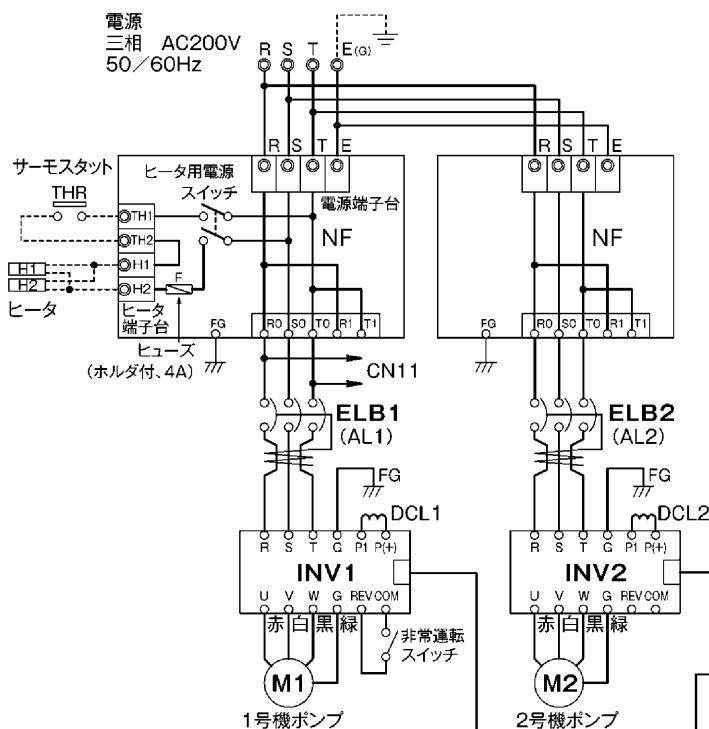 電源
三相 AC200V
50/60Hz
R S T E(G)
サーモスタット
THR
ヒータ用電源
スイッチ
R S T E
電源端子台
NF
TH1
TH2
H1
H2
H1
H2
ヒータ
F
ヒータ
端子台
ヒューズ
(ホルダ付、4A)
FG
R0 S0 T0 R1 T1
R S T E
NF
FG
R0 S0 T0 R1 T1
CN11
ELB1
(AL1)
ELB2
(AL2)
FG
DCL1
R S T G P1 P(+)
INV1
U V W G REV COM
赤 白 黒 緑
非常運転
スイッチ
M1
1号機ポンプ
FG
DCL2
R S T G P1 P(+)
INV2
U V W G REV COM
赤 白 黒 緑
M2
2号機ポンプ